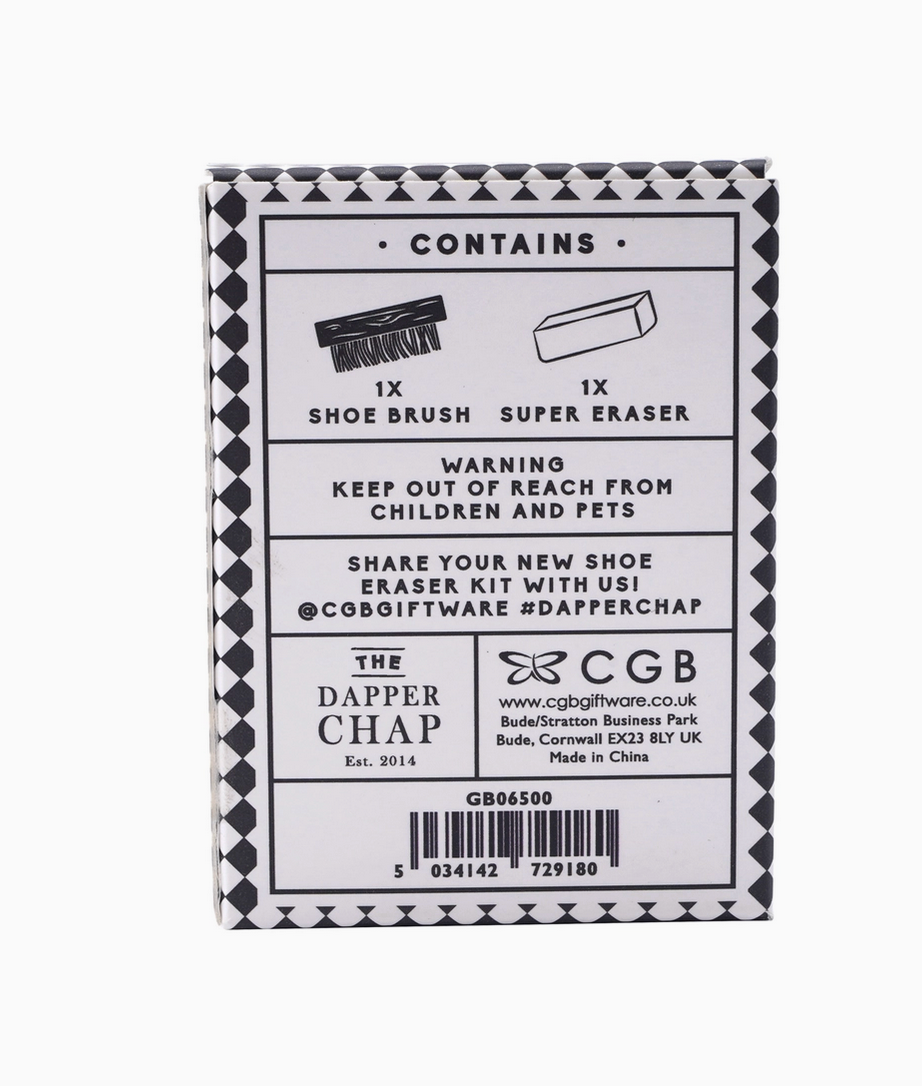 • CONTAINS •
1X
SHOE BRUSH
1X
SUPER ERASER
WARNING
KEEP OUT OF REACH FROM
CHILDREN AND PETS
SHARE YOUR NEW SHOE
ERASER KIT WITH US!
@CGBGIFTWARE #DAPPERCHAP
THE
DAPPER
CHAP
Est. 2014
CGB
www.cgbgiftware.co.uk
Bude/Stratton Business Park
Bude, Cornwall EX23 8LY UK
Made in China
GB06500
5 034142 729180